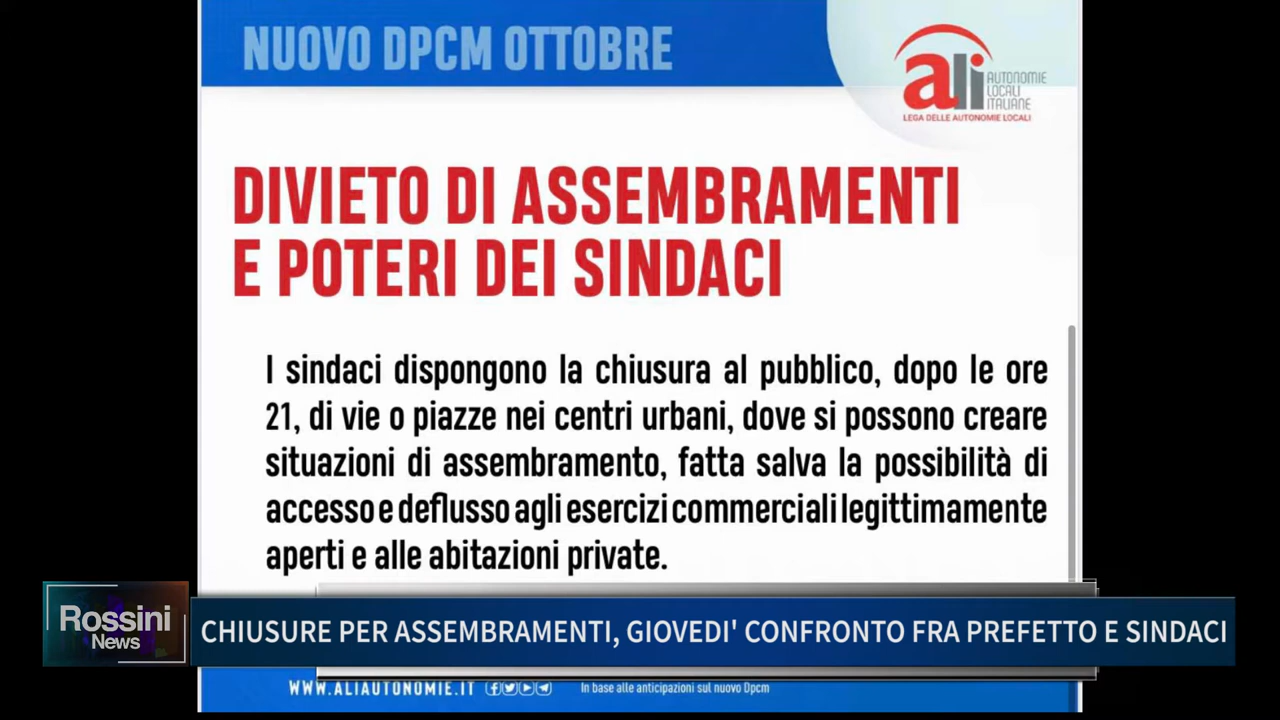 NUOVO DPCM OTTOBRE
ali
AUTONOMIE
LOCALI
ITALIANE
LEGA DELLE AUTONOMIE LOCALI
DIVIETO DI ASSEMBRAMENTI
E POTERI DEI SINDACI
I sindaci dispongono la chiusura al pubblico, dopo le ore
21, di vie o piazze nei centri urbani, dove si possono creare
situazioni di assembramento, fatta salva la possibilità di
accesso e deflusso agli esercizi commerciali legittimamente
aperti e alle abitazioni private.
Rossini
News
CHIUSURE PER ASSEMBRAMENTI, GIOVEDI' CONFRONTO FRA PREFETTO E SINDACI
WWW.ALIAUTONOMIE.IT
In base alle anticipazioni sul nuovo Dpcm